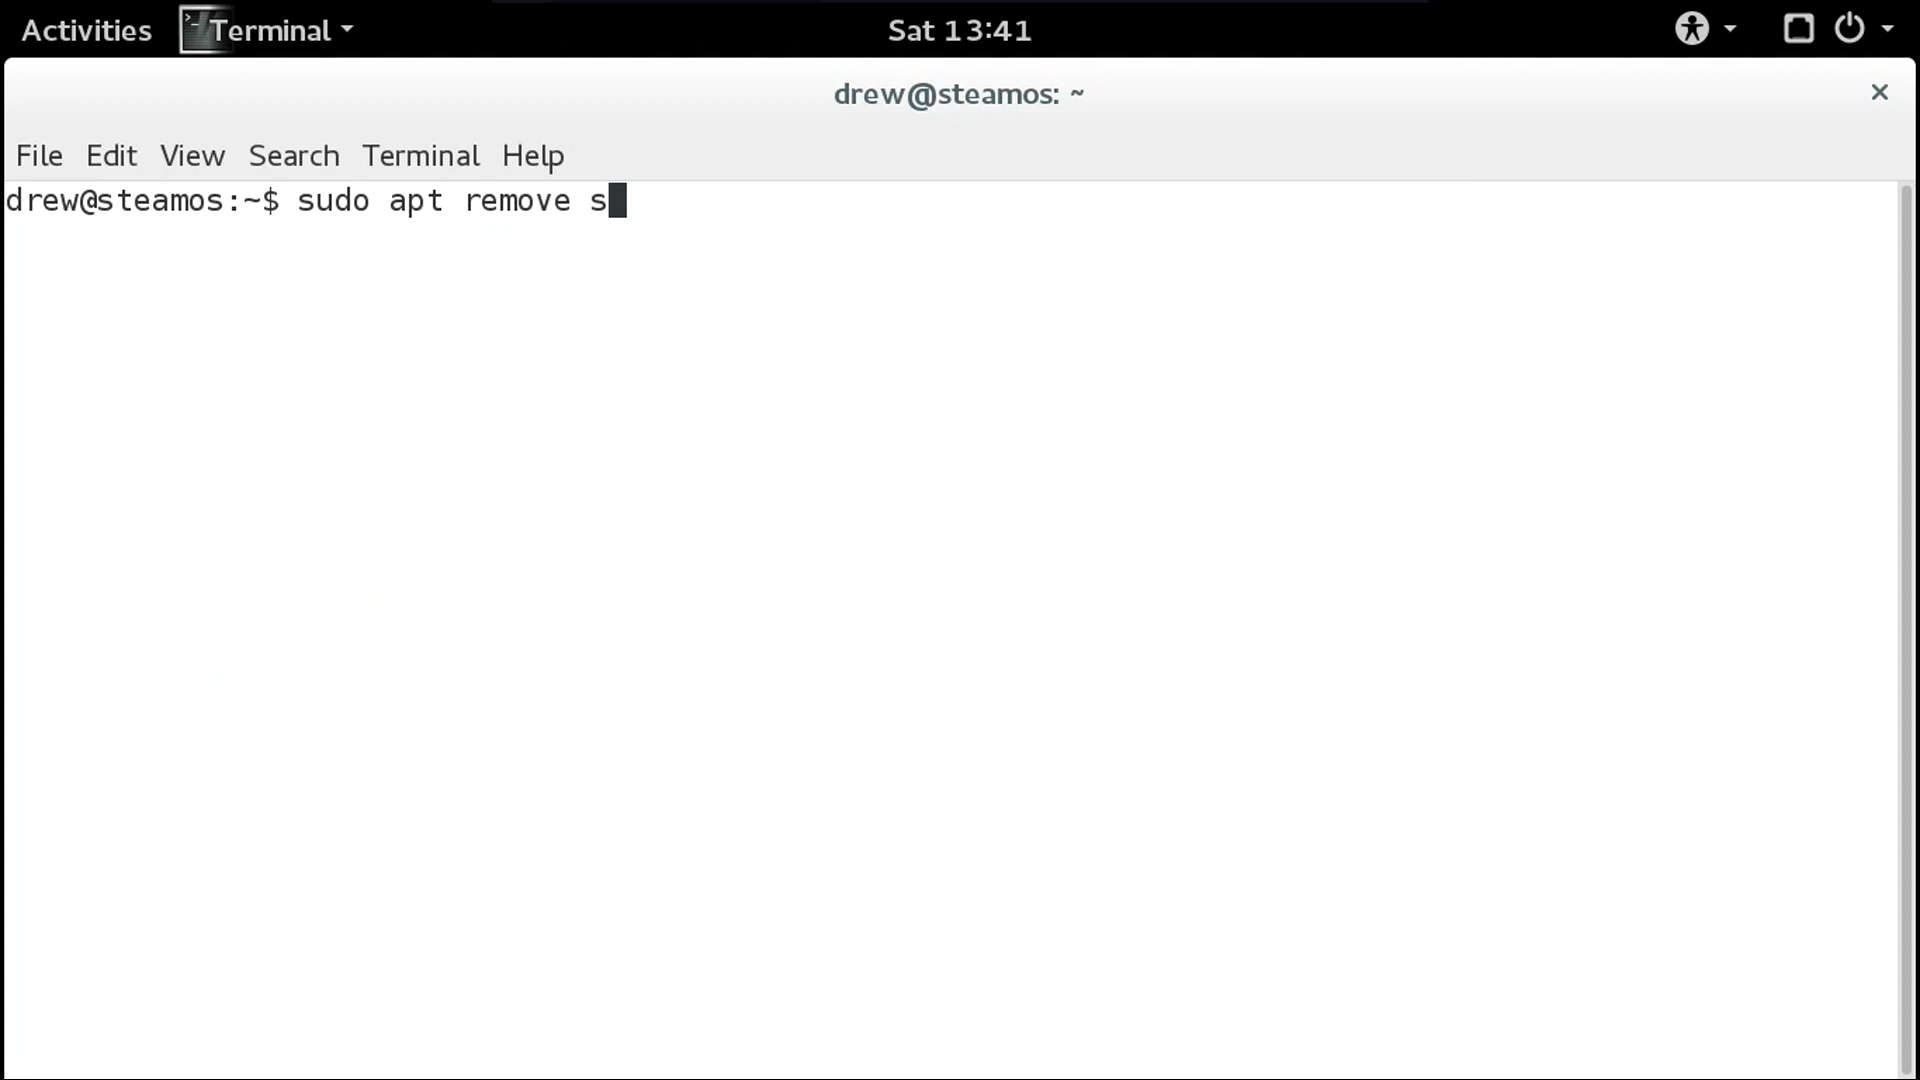 Activities Terminal Sat 13:41
drew@steamos: ~
File Edit View Search Terminal Help
drew@steamos:~$ sudo apt remove s